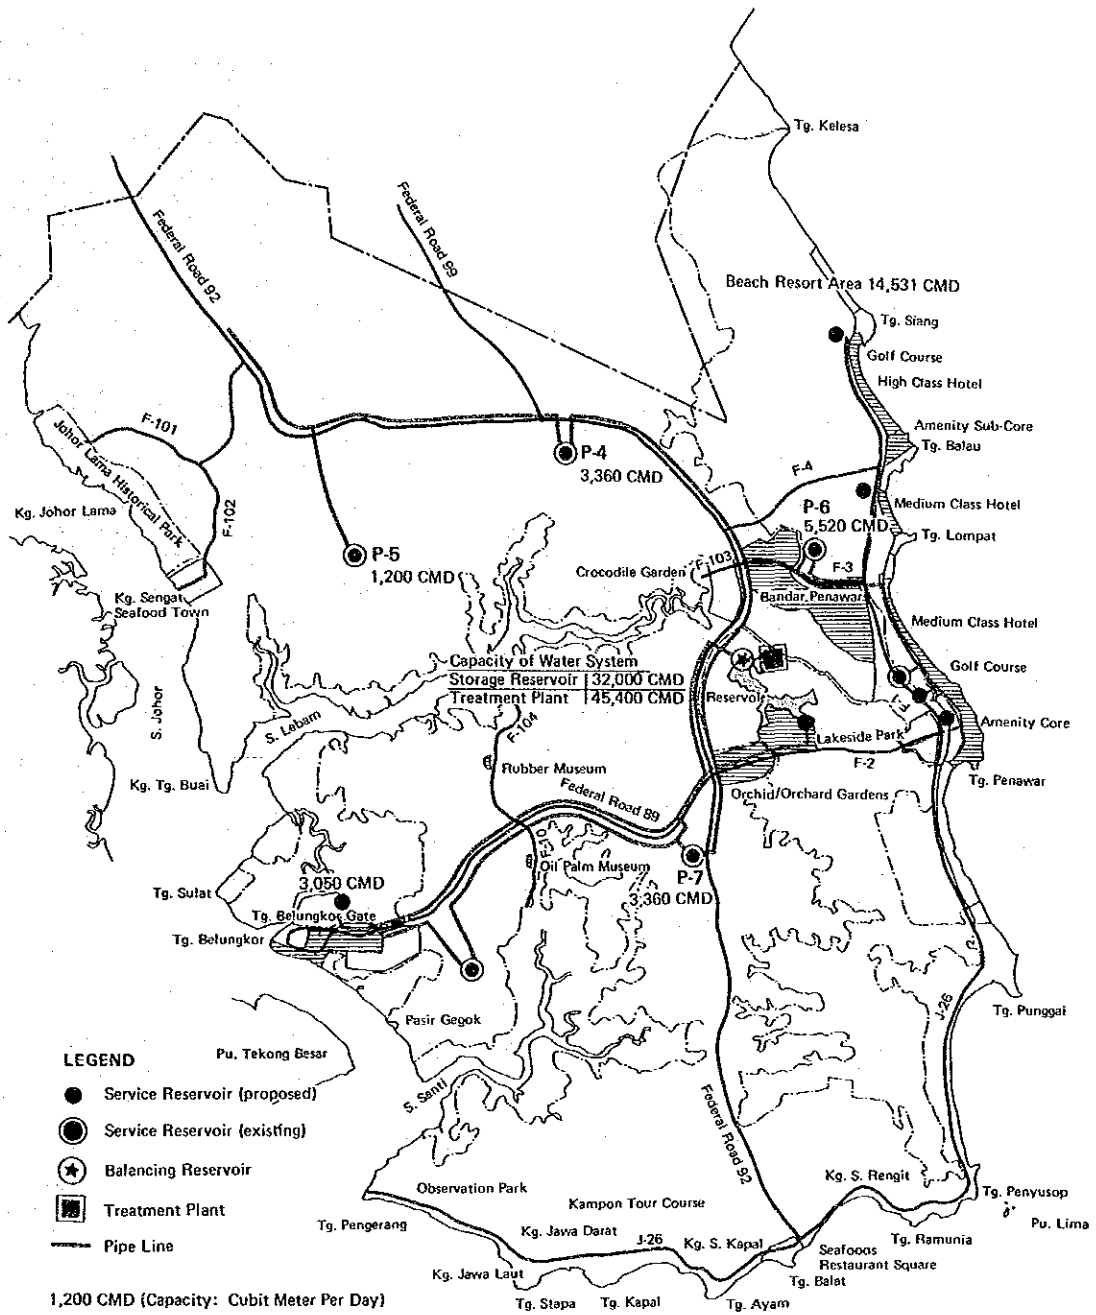 Tg. Kelesa
Federal Road 92
Federal Road 99
Beach Resort Area 14,531 CMD
Tg. Siang
Golf Course
High Class Hotel
Amenity Sub-Core
Tg. Balau
F-101
Johor Lama Historical Park
F-102
Kg. Johor Lama
P-4
3,360 CMD
F-4
P-6
5,520 CMD
Medium Class Hotel
Tg. Lompat
P-5
1,200 CMD
Crocodile Garden
F-103
F-3
Bandar Penawar
Kg. Sengat
Seafood Town
Medium Class Hotel
Capacity of Water System
Storage Reservoir 32,000 CMD
Treatment Plant 45,400 CMD
Golf Course
Reservoir
S. Johor
S. Lebam
F-104
Lakeside Park
Amenity Core
F-2
Rubber Museum
Kg. Tg. Buai
Tg. Penawar
Federal Road 89
Orchid/Orchard Gardens
Oil Palm Museum
P-7
3,360 CMD
3,050 CMD
Tg. Sulat
Tg. Belungkor Gate
Tg. Belungkor
Pasir Gegok
Tg. Punggai
J-26
Pu. Tekong Besar
S. Santi
LEGEND
Service Reservoir (proposed)
Service Reservoir (existing)
Balancing Reservoir
Treatment Plant
Pipe Line
1,200 CMD (Capacity: Cubit Meter Per Day)
Federal Road 92
Observation Park
Kampon Tour Course
Kg. S. Rengit
Tg. Penyusop
Pu. Lima
Tg. Pengerang
Kg. Jawa Darat
J-26
Kg. S. Kapal
Tg. Ramunia
Seafoods
Restaurant Square
Kg. Jawa Laut
Tg. Balat
Tg. Stapa
Tg. Kapal
Tg. Ayam